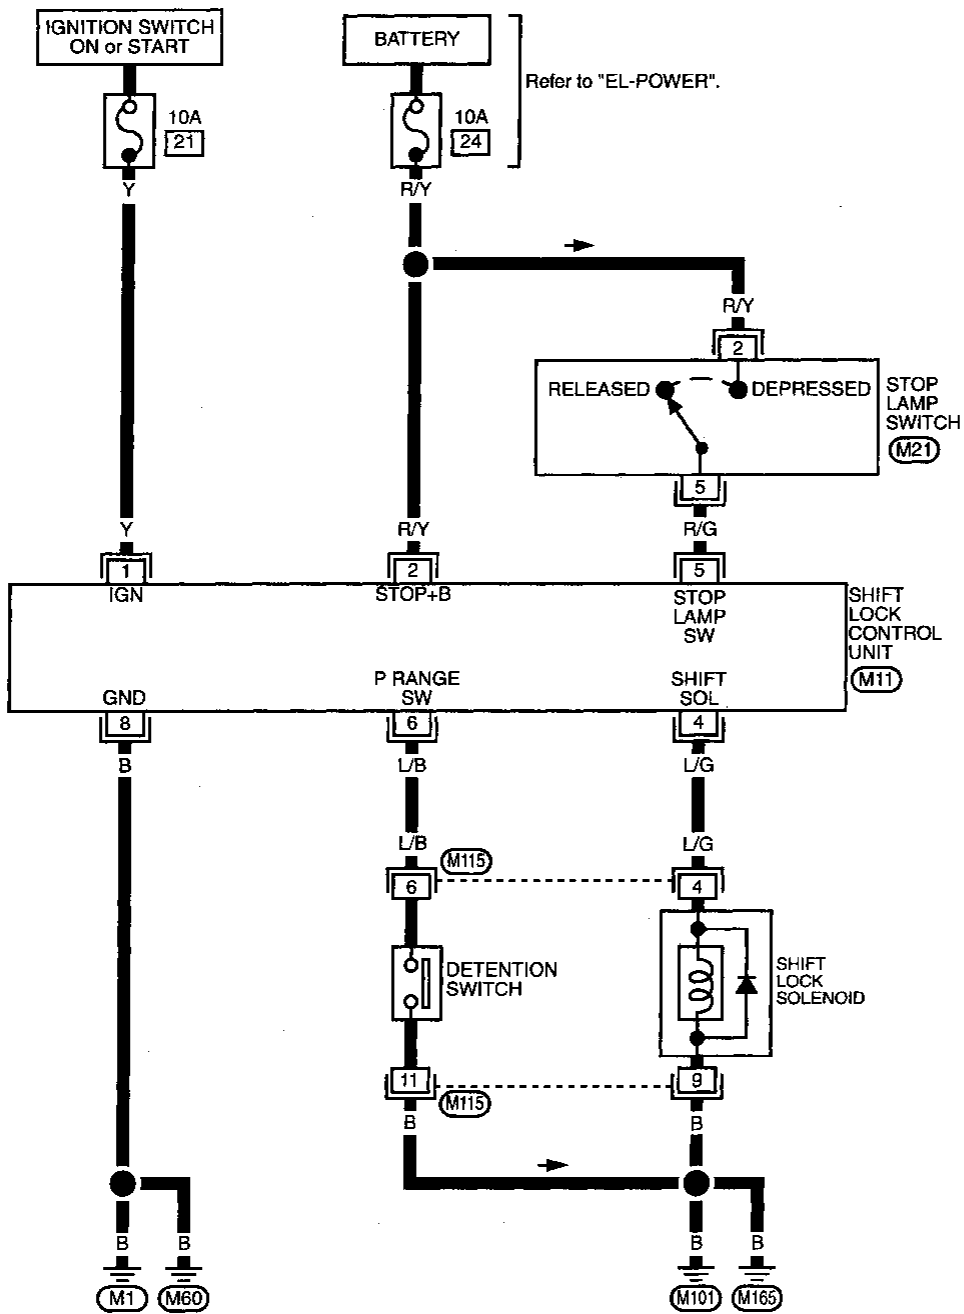 IGNITION SWITCH
ON or START
BATTERY
Refer to "EL-POWER".
10A
21
10A
24
Y
R/Y
R/Y
2
RELEASED
DEPRESSED
STOP
LAMP
SWITCH
M21
5
Y
R/Y
R/G
1
2
5
IGN
STOP+B
STOP
LAMP
SW
SHIFT
LOCK
CONTROL
UNIT
M11
GND
P RANGE
SW
SHIFT
SOL
8
6
4
B
L/B
L/G
L/B
L/G
M115
6
4
DETENTION
SWITCH
SHIFT
LOCK
SOLENOID
11
9
M115
B
B
B
B
B
B
M1
M60
M101
M165